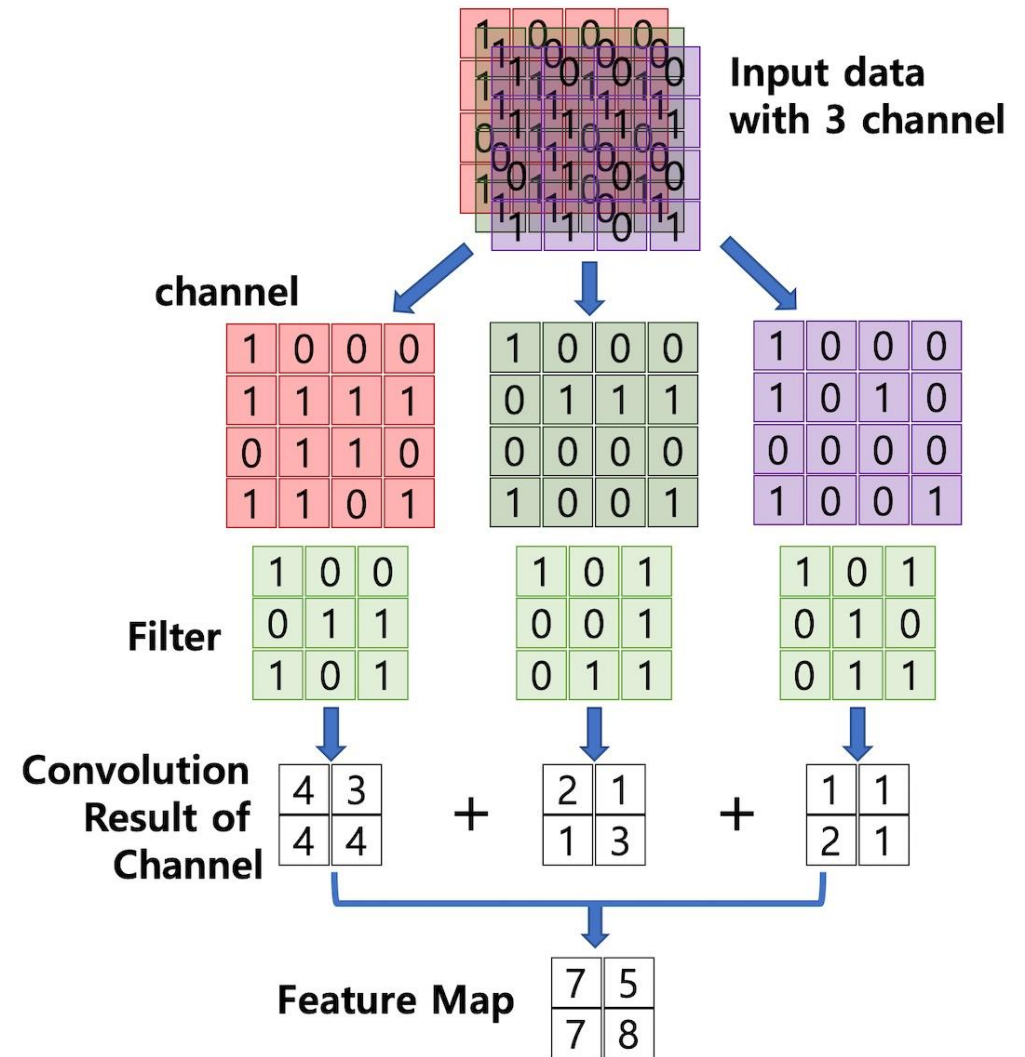 Input data
with 3 channel
channel
1 0 0 0
1 1 1 1
0 1 1 0
1 1 0 1
1 0 0 0
0 1 1 1
0 0 0 0
1 0 0 1
1 0 0 0
1 0 1 0
0 0 0 0
1 0 0 1
Filter
1 0 0
0 1 1
1 0 1
1 0 1
0 0 1
0 1 1
1 0 1
0 1 0
0 1 1
Convolution
Result of
Channel
4 3
4 4
+
2 1
1 3
+
1 1
2 1
Feature Map
7 5
7 8